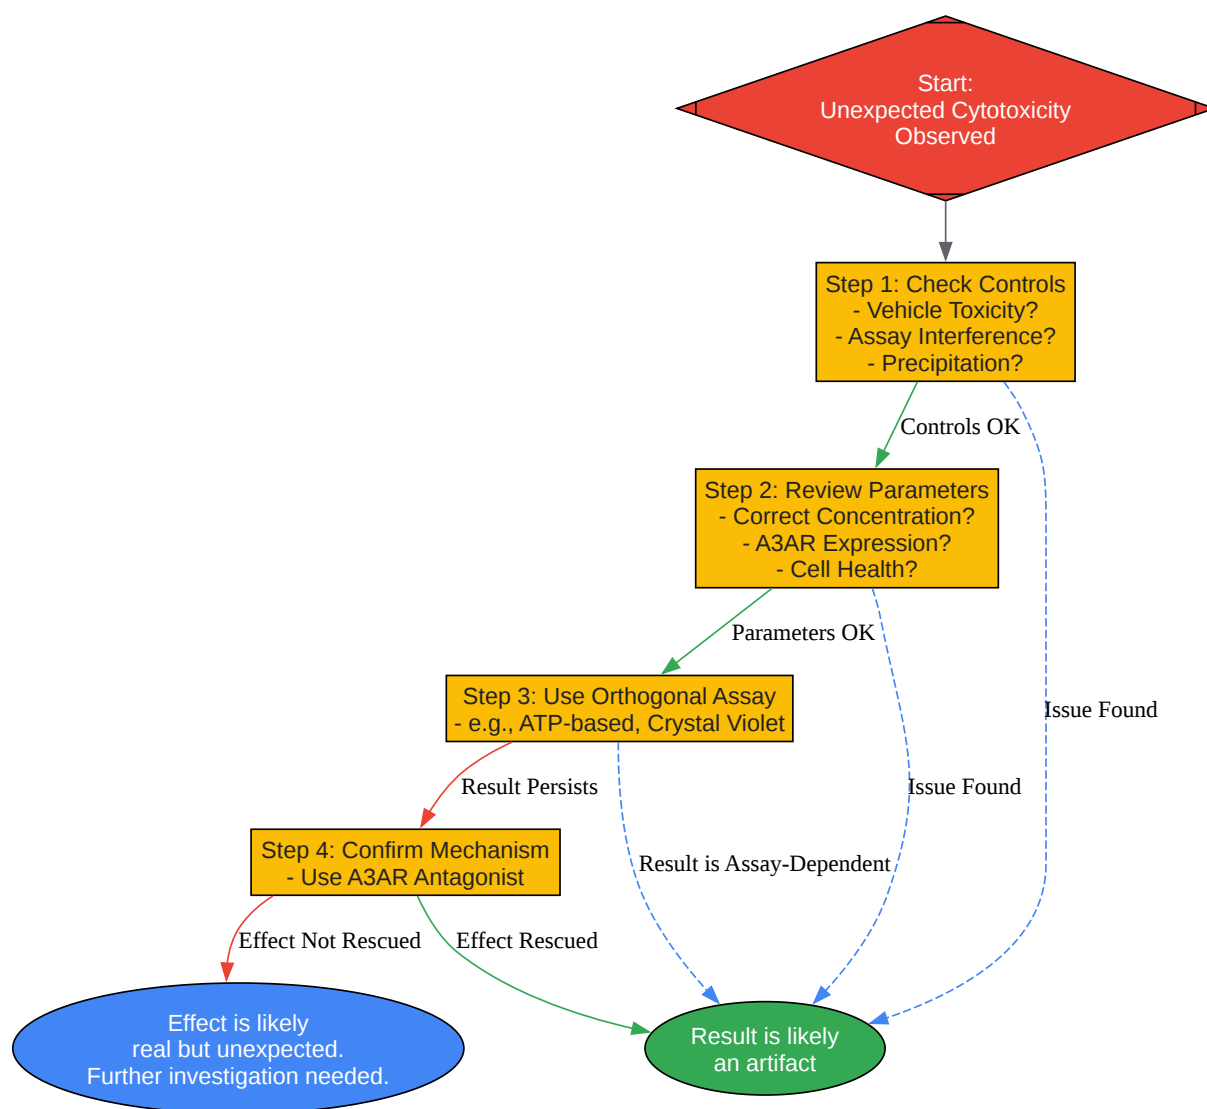 Start:
Unexpected Cytotoxicity
Observed
Step 1: Check Controls
- Vehicle Toxicity?
- Assay Interference?
- Precipitation?
Controls OK
Step 2: Review Parameters
- Correct Concentration?
- A3AR Expression?
- Cell Health?
Parameters OK
Step 3: Use Orthogonal Assay
- e.g., ATP-based, Crystal Violet
Issue Found
Result Persists
Issue Found
Step 4: Confirm Mechanism
- Use A3AR Antagonist
Result is Assay-Dependent
Effect Not Rescued
Effect Rescued
Effect is likely
real but unexpected.
Further investigation needed.
Result is likely
an artifact